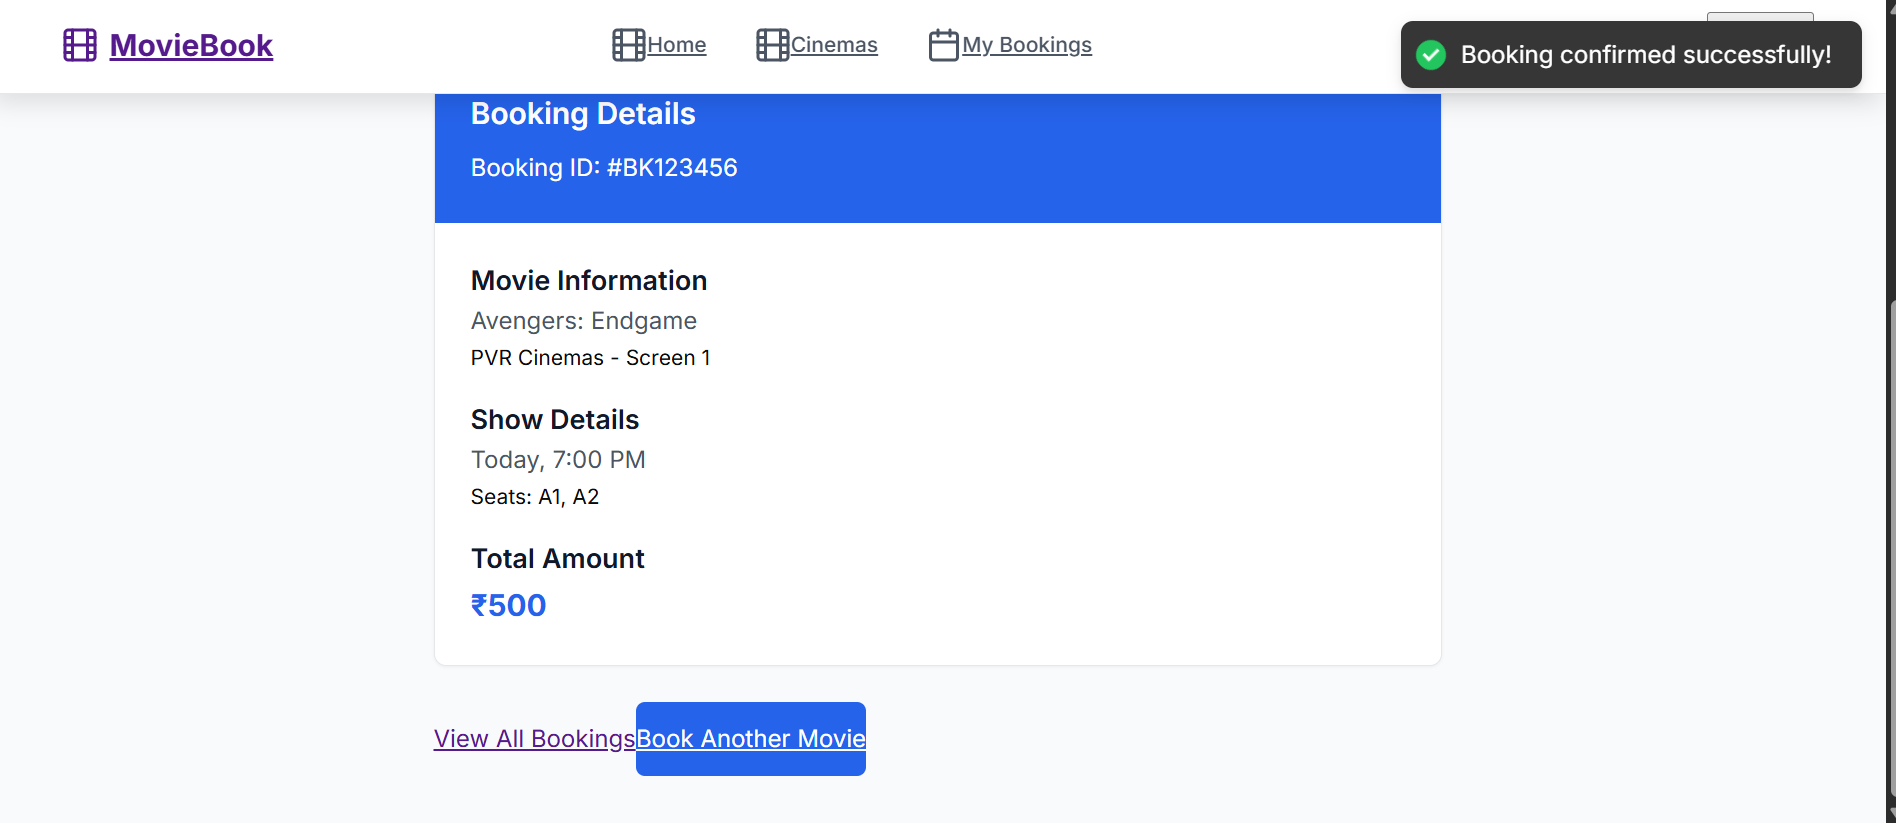 MovieBook
Home
Cinemas
My Bookings
Booking confirmed successfully!
Booking Details
Booking ID: #BK123456
Movie Information
Avengers: Endgame
PVR Cinemas - Screen 1
Show Details
Today, 7:00 PM
Seats: A1, A2
Total Amount
₹500
View All Bookings
Book Another Movie